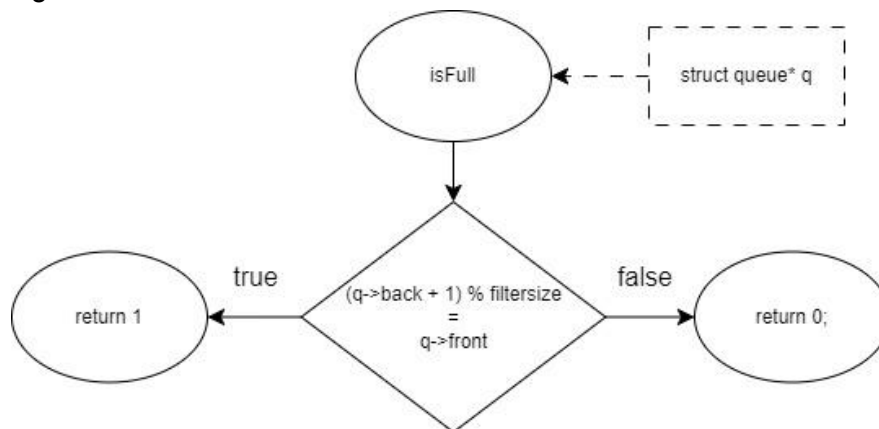 isFull
struct queue* q
true
false
(q->back + 1) % filtersize
=
q->front
return 1
return 0;